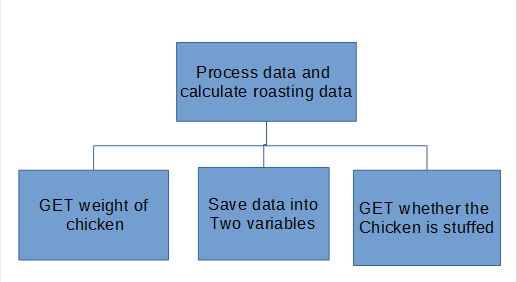 Process data and
calculate roasting data
GET weight of
chicken
Save data into
Two variables
GET whether the
Chicken is stuffed